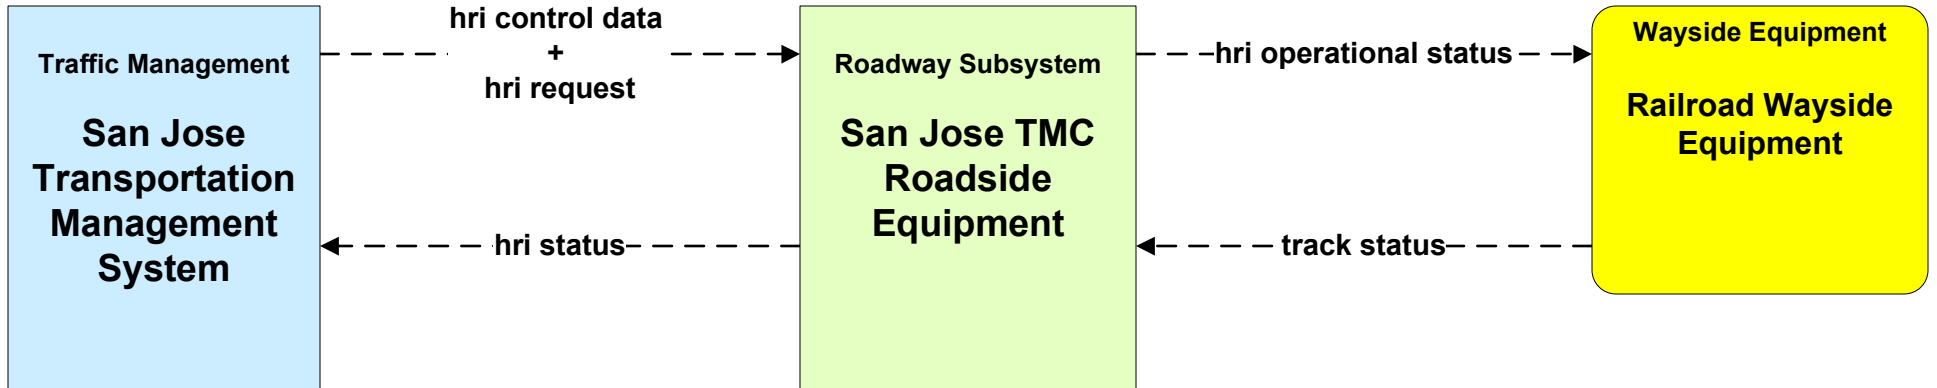 Traffic Management
San Jose
Transportation
Management
System
hri control data
+
hri request
hri status
Roadway Subsystem
San Jose TMC
Roadside
Equipment
hri operational status
track status
Wayside Equipment
Railroad Wayside
Equipment